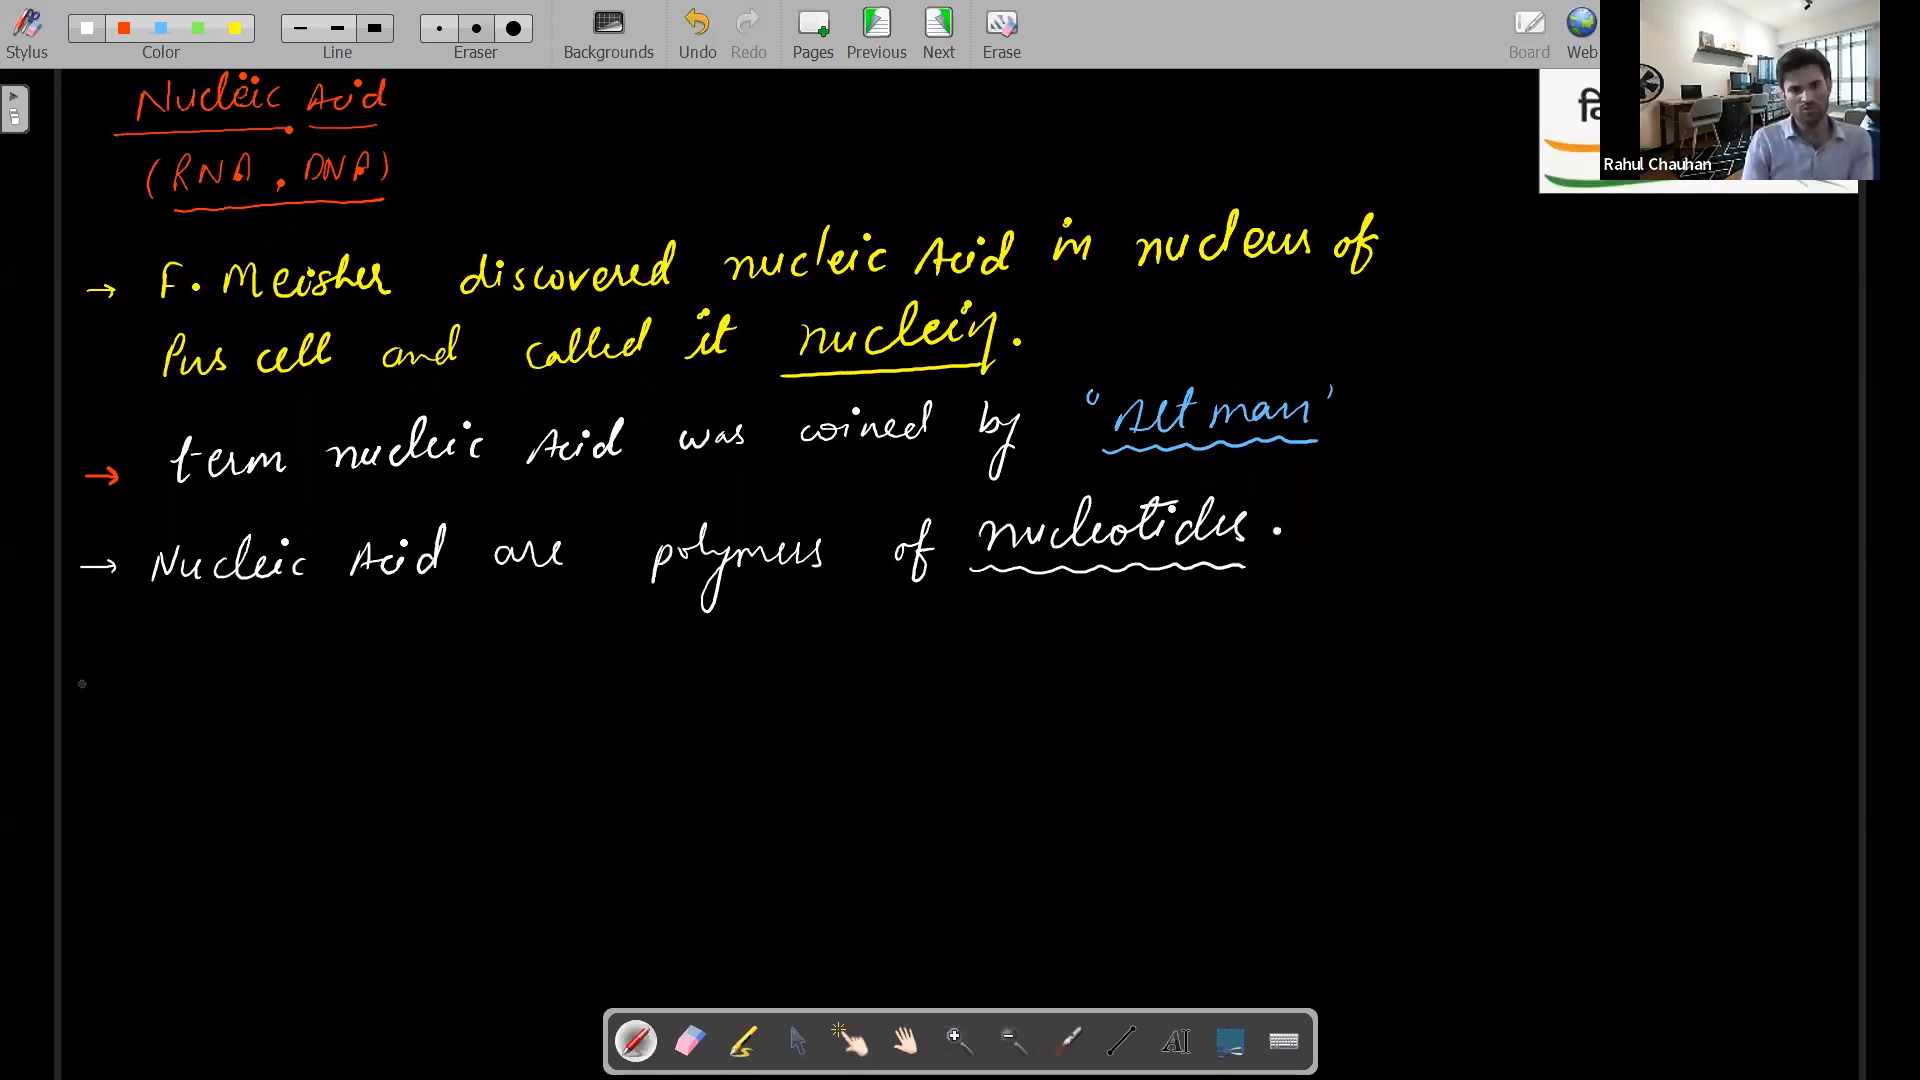 Stylus
Color
Line
Eraser
Backgrounds
Undo
Redo
Pages
Previous
Next
Erase
Board
Web
Rahul Chauhan
Nucleic Acid
(RNA, DNA)
→ F. Meisher discovered nucleic Acid in nucleus of
Pus cell and called it nuclein.
→ term nucleic Acid was coined by "Altman"
→ Nucleic Acid are polymers of nucleotides.